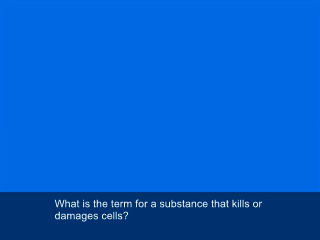 What is the term for a substance that kills or
damages cells?